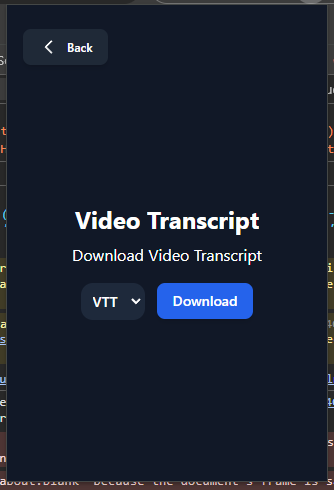 Back
Video Transcript
Download Video Transcript
VTT
Download
about:blank" because the document's frame is s